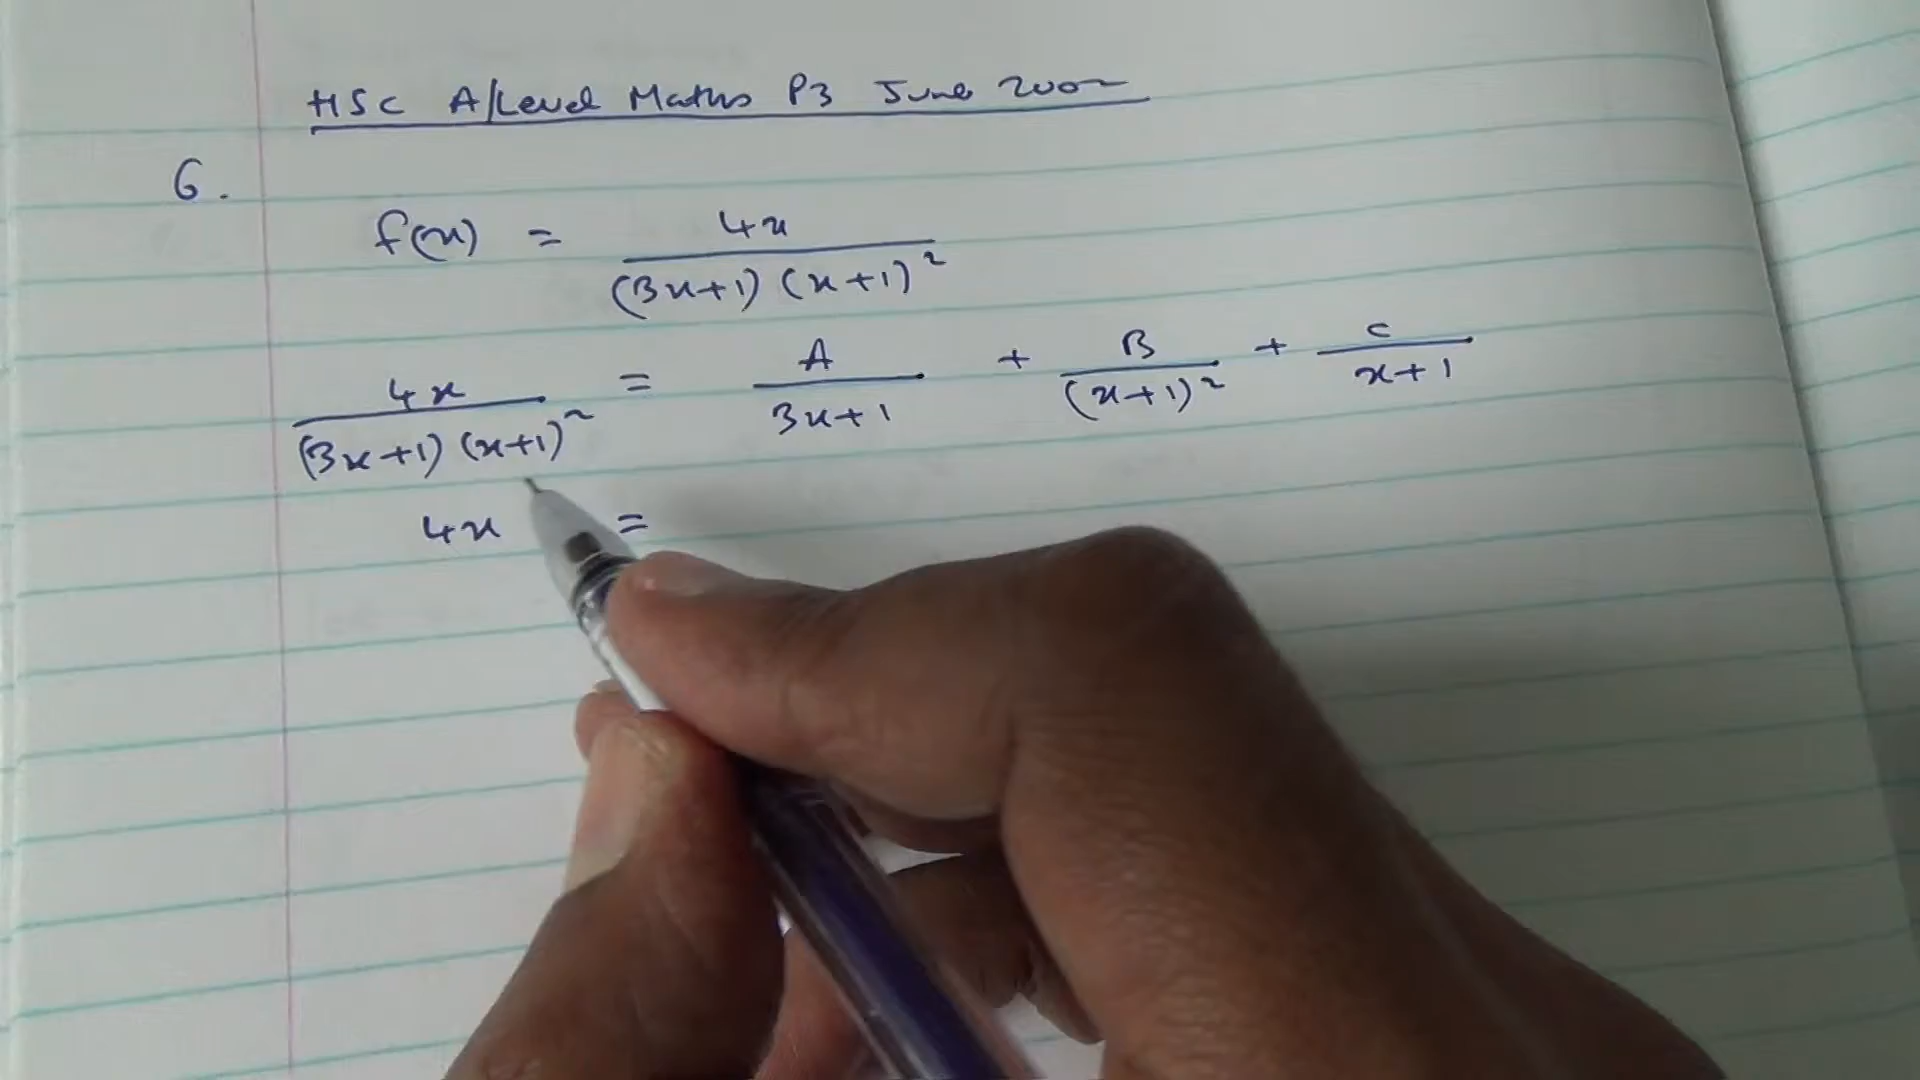 HSC A/Level Maths P3 June 2002
6.
f(x) = 4x / (3x+1)(x+1)²
4x / (3x+1)(x+1)² = A / 3x+1 + B / (x+1)² + C / x+1
4x =